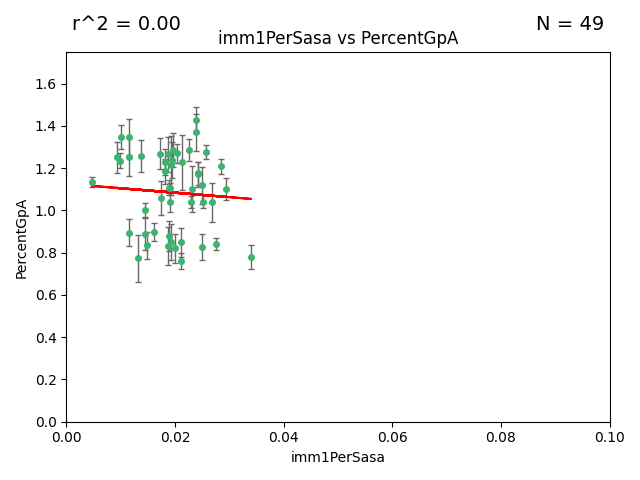 r^2 = 0.00
N = 49
imm1PerSasa vs PercentGpA
PercentGpA
1.6
1.4
1.2
1.0
0.8
0.6
0.4
0.2
0.0
0.00 0.02 0.04 0.06 0.08 0.10
imm1PerSasa